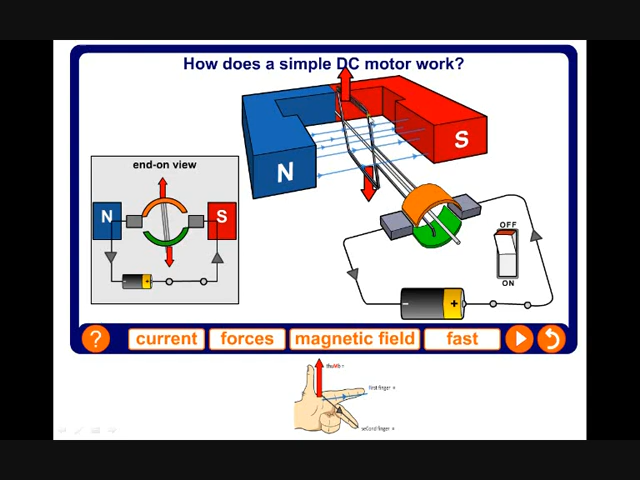 How does a simple DC motor work?
end-on view
N
S
N
S
OFF
ON
-
+
?
current
forces
magnetic field
fast
thuMb =
First finger =
seCond finger =